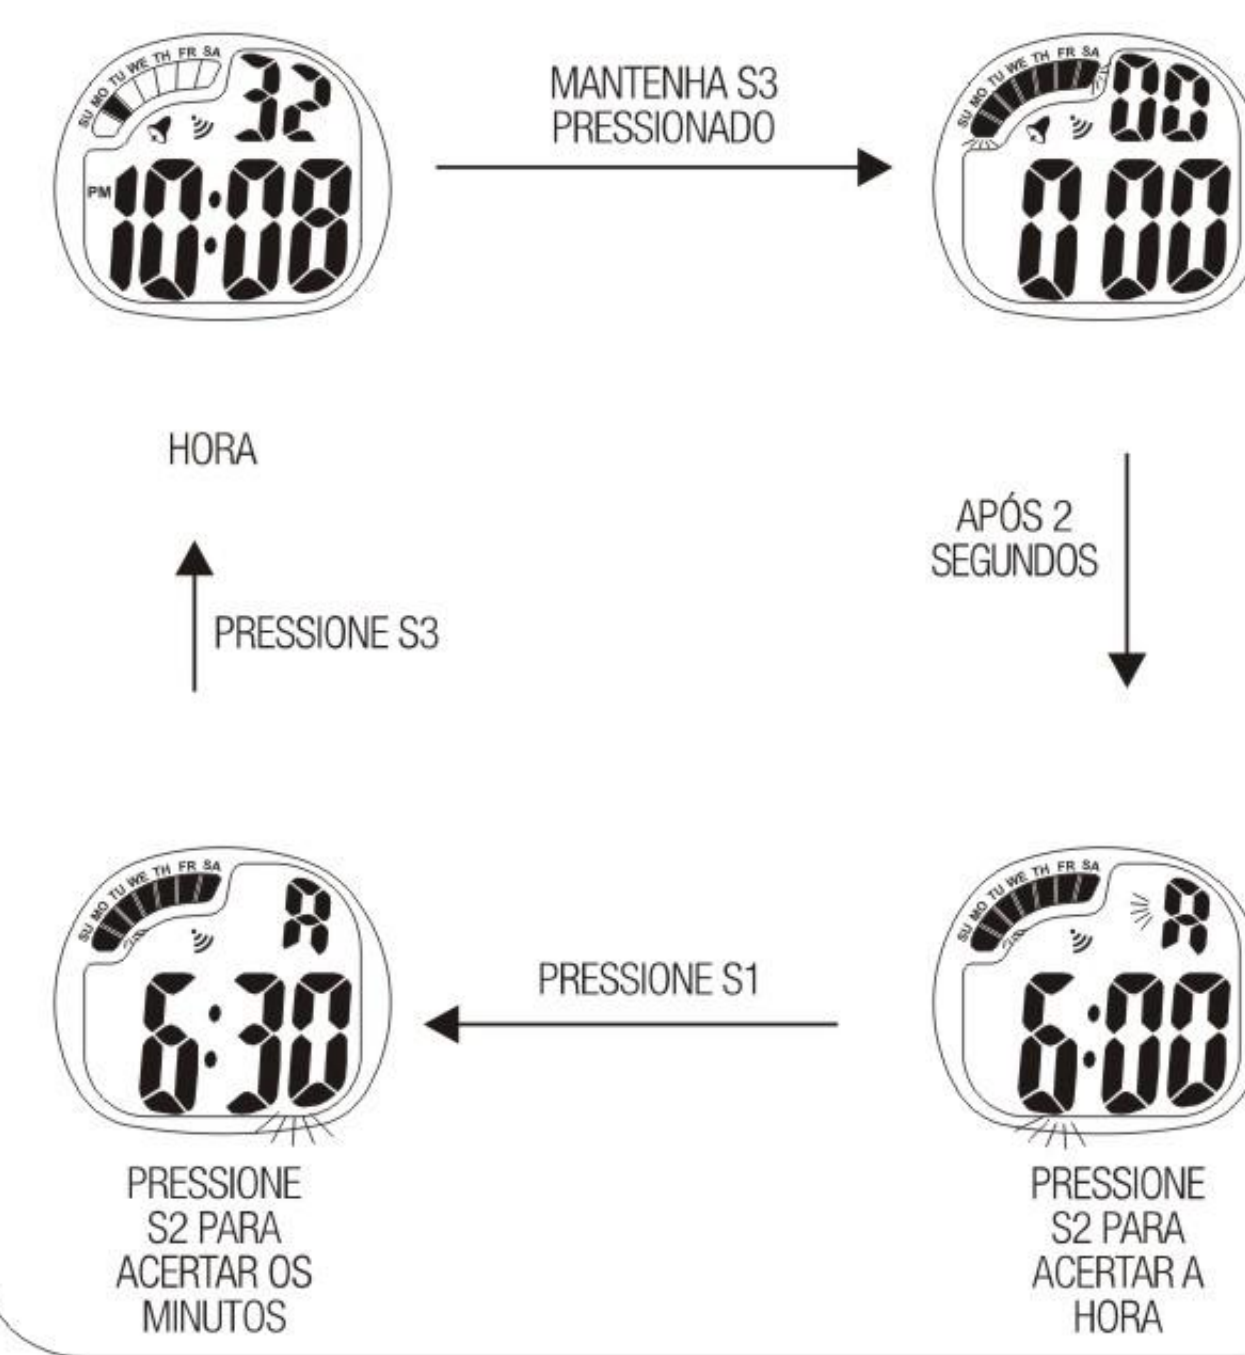 SU MO TU WE TH FR SA
32
PM 10:08
MANTENHA S3
PRESSIONADO
SU MO TU WE TH FR SA
00
0 00
HORA
APÓS 2
SEGUNDOS
PRESSIONE S3
SU MO TU WE TH FR SA
A
6:30
PRESSIONE S1
SU MO TU WE TH FR SA
A
6:00
PRESSIONE
S2 PARA
ACERTAR OS
MINUTOS
PRESSIONE
S2 PARA
ACERTAR A
HORA